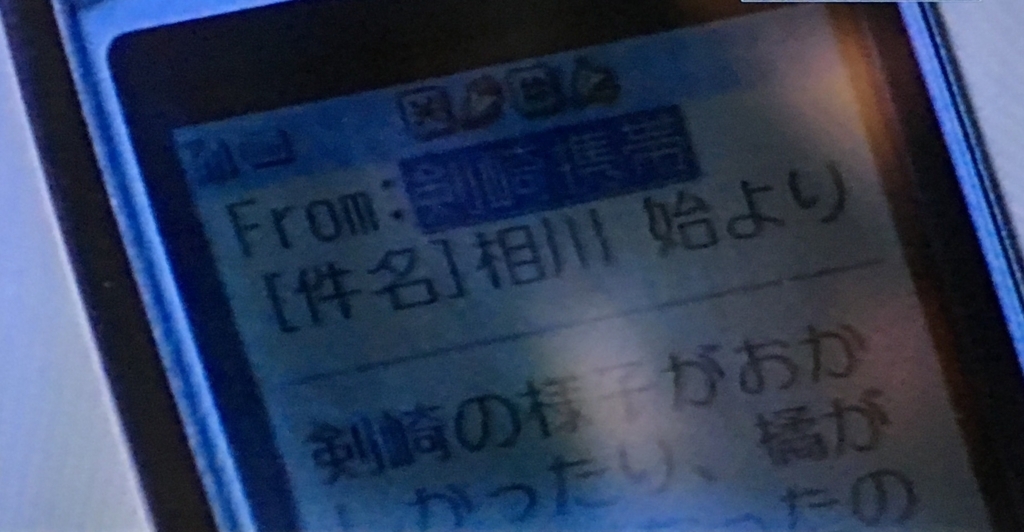 From:剣崎携帯
[件名]相川 始より
剣崎の様子がおか
しかったり、橘が
たの